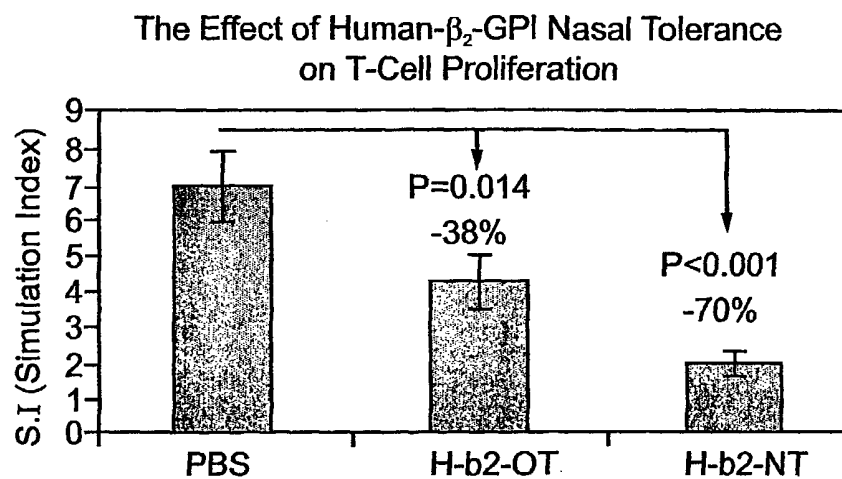 The Effect of Human-β₂-GPI Nasal Tolerance
on T-Cell Proliferation
S.I (Simulation Index)
9
8
7
6
5
4
3
2
1
0
P=0.014
-38%
P<0.001
-70%
PBS
H-b2-OT
H-b2-NT